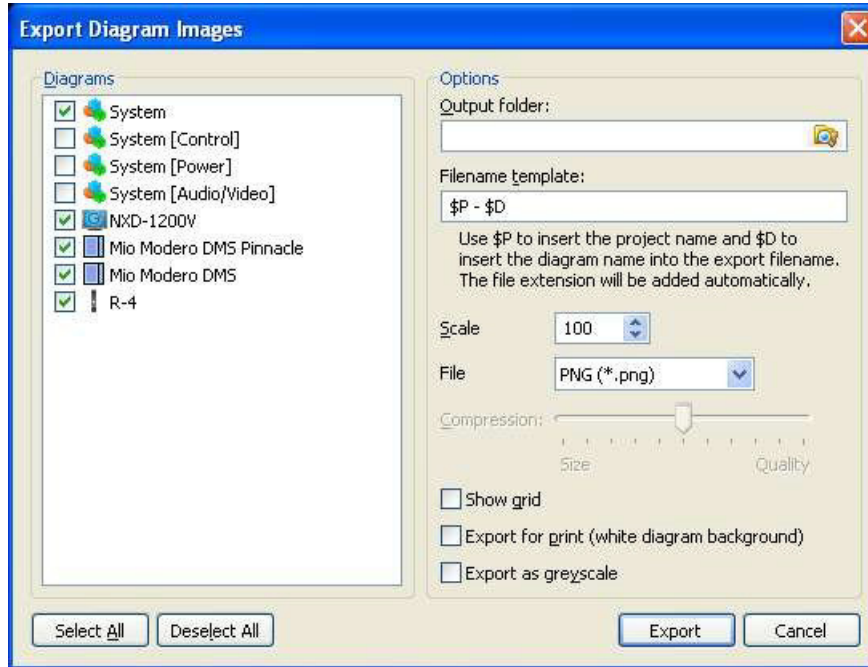 Export Diagram Images
Diagrams
System
System [Control]
System [Power]
System [Audio/Video]
NXD-1200V
Mio Modero DMS Pinnacle
Mio Modero DMS
R-4
Select All
Deselect All
Options
Output folder:
Filename template:
$P - $D
Use $P to insert the project name and $D to
insert the diagram name into the export filename.
The file extension will be added automatically.
Scale
100
File
PNG (*.png)
Compression:
Size
Quality
Show grid
Export for print (white diagram background)
Export as greyscale
Export
Cancel